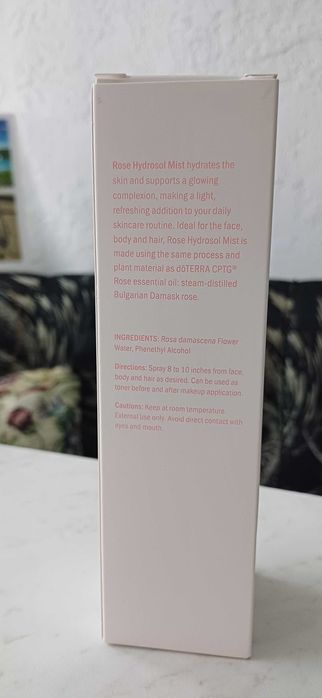 Rose Hydrosol Mist hydrates the
skin and supports a glowing
complexion, making a light,
refreshing addition to your daily
skincare routine. Ideal for the face,
body and hair, Rose Hydrosol Mist is
made using the same process and
plant material as dōTERRA CPTG®
Rose essential oil: steam-distilled
Bulgarian Damask rose.
INGREDIENTS: Rosa damascena Flower
Water, Phenethyl Alcohol
Directions: Spray 8 to 10 inches from face,
body and hair as desired. Can be used as
toner before and after makeup application.
Cautions: Keep at room temperature.
External use only. Avoid direct contact with
eyes and mouth.